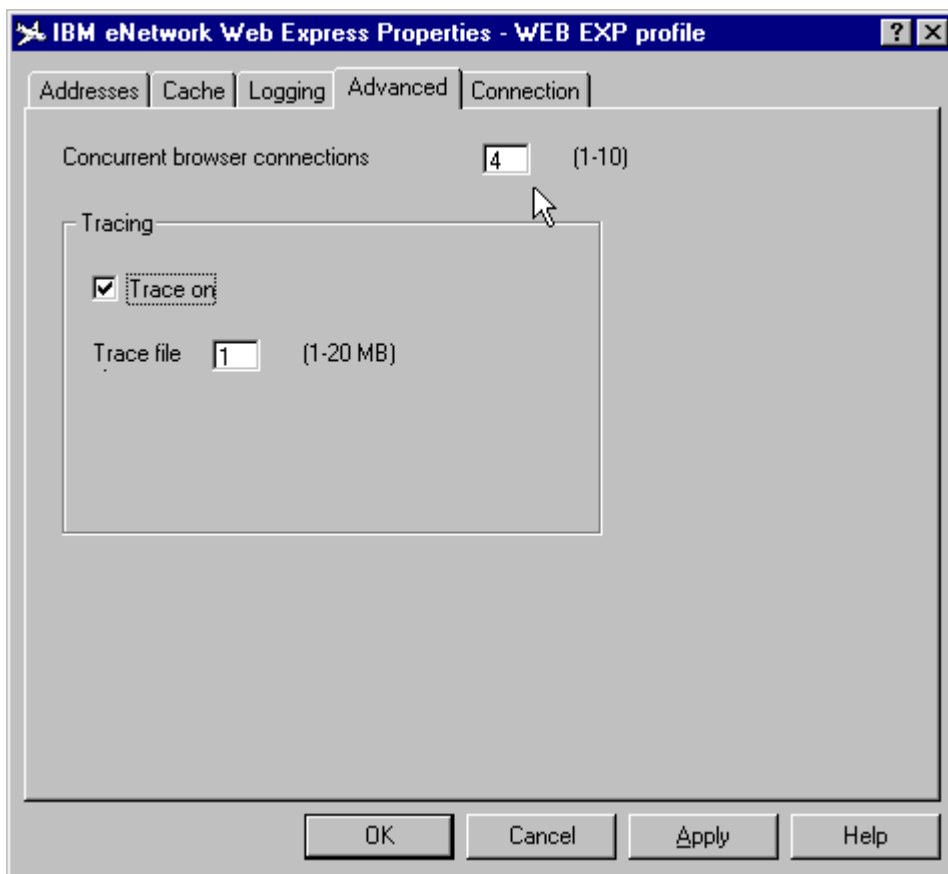 IBM eNetwork Web Express Properties - WEB EXP profile
Addresses Cache Logging Advanced Connection
Concurrent browser connections 4 (1-10)
Tracing
Trace on
Trace file 1 (1-20 MB)
OK Cancel Apply Help